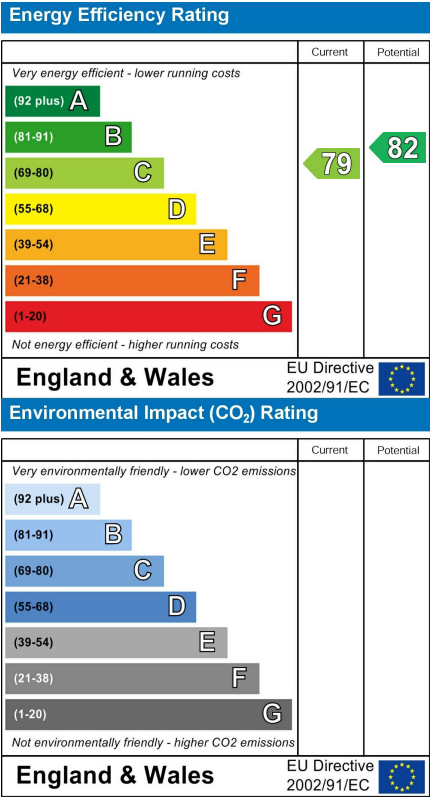 Energy Efficiency Rating
Current Potential
Very energy efficient - lower running costs
(92 plus) A
(81-91) B
(69-80) C
(55-68) D
(39-54) E
(21-38) F
(1-20) G
79
82
Not energy efficient - higher running costs
England & Wales
EU Directive
2002/91/EC
Environmental Impact (CO₂) Rating
Current Potential
Very environmentally friendly - lower CO2 emissions
(92 plus) A
(81-91) B
(69-80) C
(55-68) D
(39-54) E
(21-38) F
(1-20) G
Not environmentally friendly - higher CO2 emissions
England & Wales
EU Directive
2002/91/EC